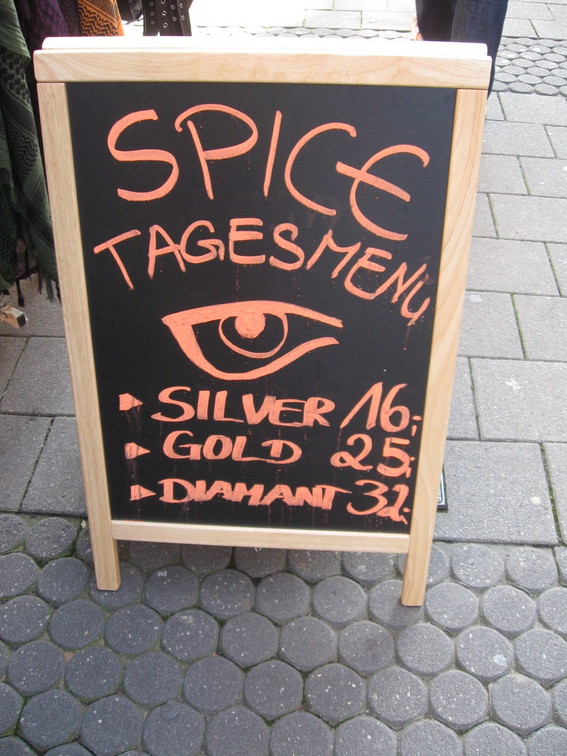 SPICE
TAGESMENU
SILVER 16,-
GOLD 25,-
DIAMANT 32,-